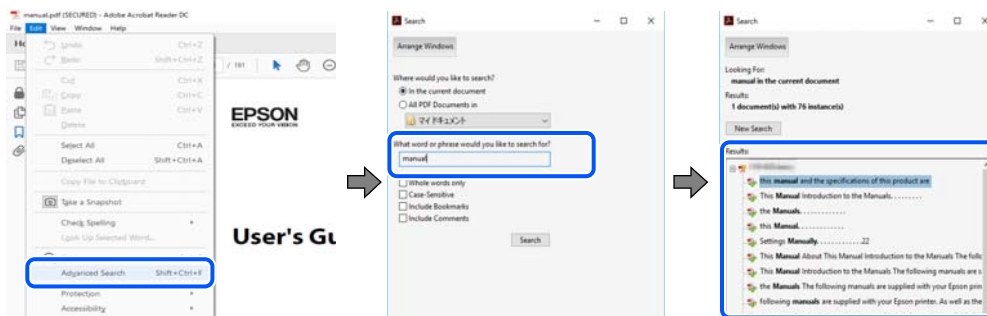 manual.pdf (SECURED) - Adobe Acrobat Reader DC
File Edit View Window Help
Undo Ctrl+Z
Redo Shift+Ctrl+Z
Cut Ctrl+X
Copy Ctrl+C
Paste Ctrl+V
Delete
Select All Ctrl+A
Deselect All Shift+Ctrl+A
Copy File to Clipboard
Take a Snapshot
Check Spelling
Look Up Selected Word...
Advanced Search Shift+Ctrl+F
Protection
Accessibility
/ 181
EPSON
EXCEED YOUR VISION
User's Gu
Search
Arrange Windows
Where would you like to search?
In the current document
All PDF Documents in
マイ ドキュメント
What word or phrase would you like to search for?
manual
Whole words only
Case-Sensitive
Include Bookmarks
Include Comments
Search
Search
Arrange Windows
Looking For:
manual in the current document
Results:
1 document(s) with 76 instance(s)
New Search
Results:
this manual and the specifications of this product are
This Manual Introduction to the Manuals. . . . . . . . .
the Manuals. . . . . . . . . . . . .
this Manual. . . . . . . . . . . . .
Settings Manually. . . . . . . . . . . . .22
This Manual About This Manual Introduction to the Manuals The follo
This Manual Introduction to the Manuals The following manuals are s
the Manuals The following manuals are supplied with your Epson prin
following manuals are supplied with your Epson printer. As well as the